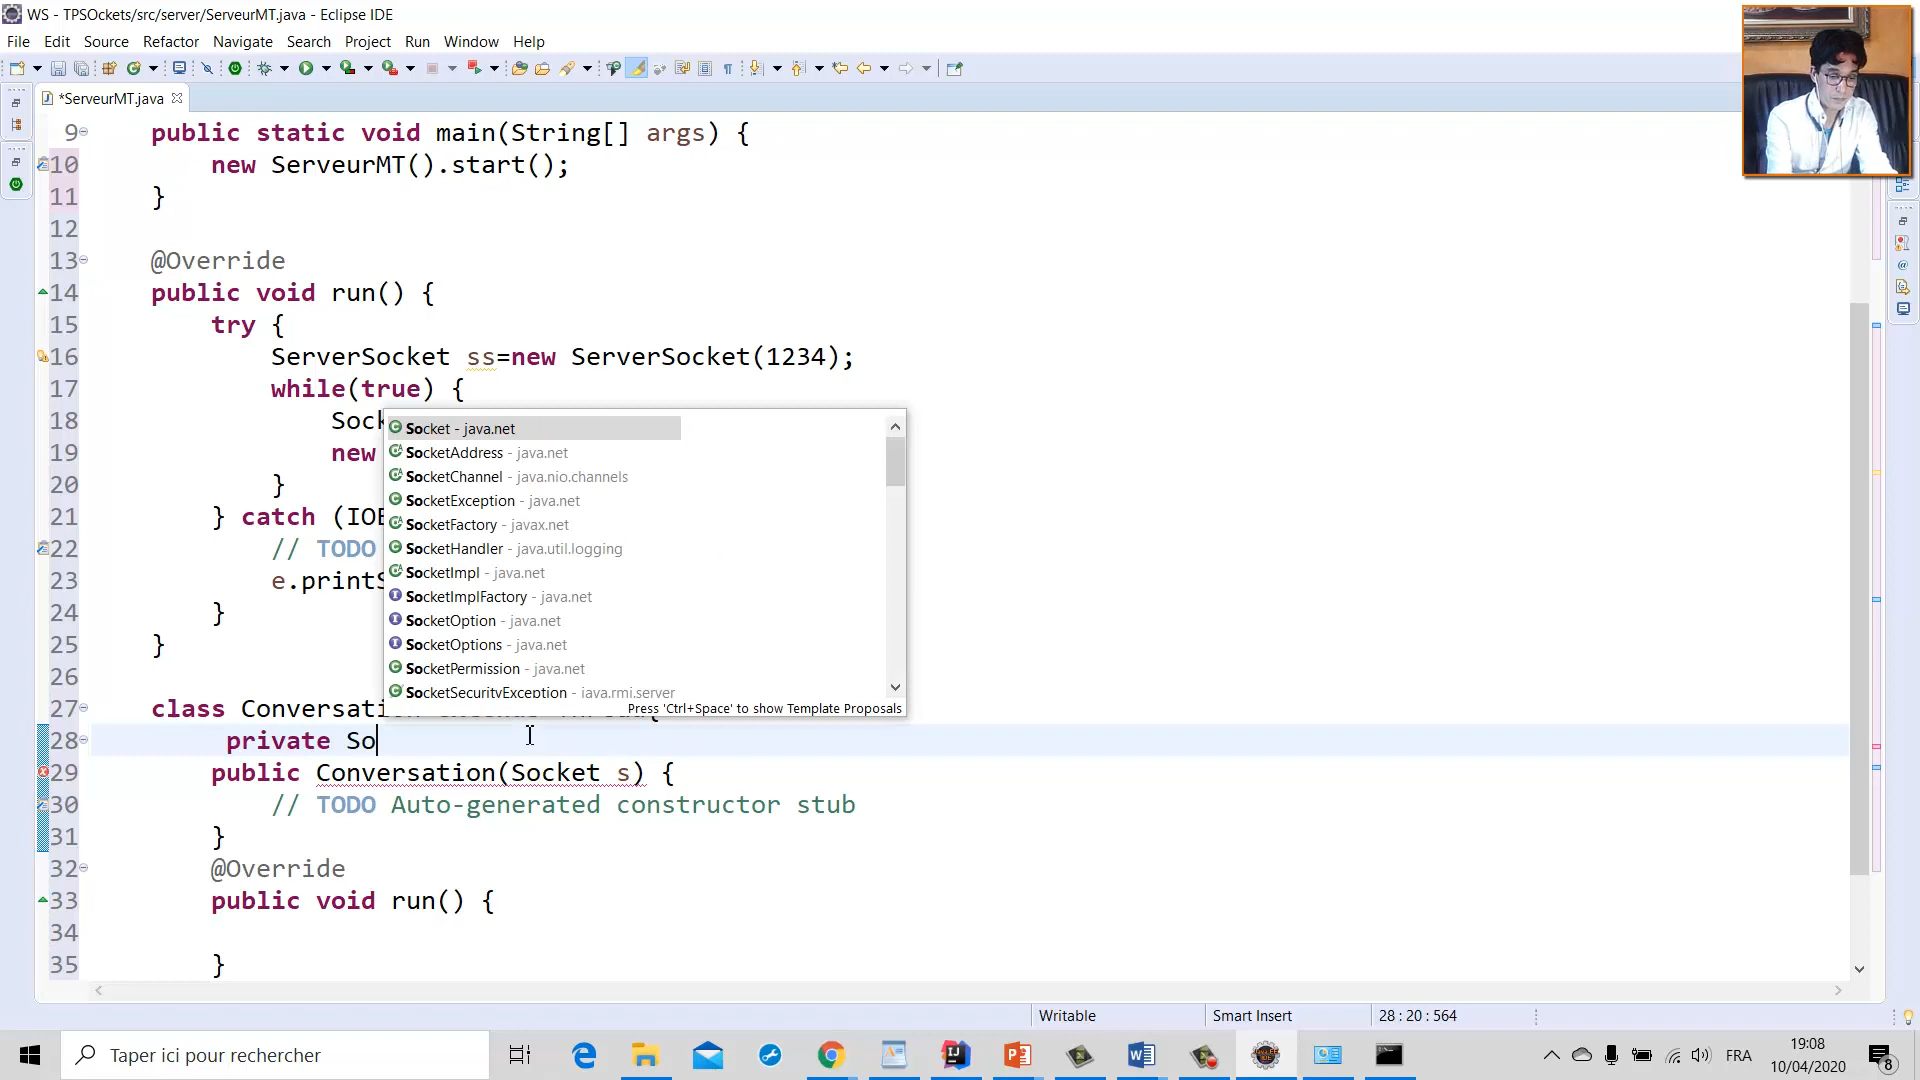 WS - TPSOckets/src/server/ServeurMT.java - Eclipse IDE
File Edit Source Refactor Navigate Search Project Run Window Help
*ServeurMT.java
9 public static void main(String[] args) {
10 new ServeurMT().start();
11 }
12
13 @Override
14 public void run() {
15 try {
16 ServerSocket ss=new ServerSocket(1234);
17 while(true) {
18 Sock
19 new
20 }
21 } catch (IOE
22 // TODO
23 e.printS
24 }
25 }
26
27 class Conversation
28 private So
29 public Conversation(Socket s) {
30 // TODO Auto-generated constructor stub
31 }
32 @Override
33 public void run() {
34
35 }
Socket - java.net
SocketAddress - java.net
SocketChannel - java.nio.channels
SocketException - java.net
SocketFactory - javax.net
SocketHandler - java.util.logging
SocketImpl - java.net
SocketImplFactory - java.net
SocketOption - java.net
SocketOptions - java.net
SocketPermission - java.net
SocketSecurityException - java.rmi.server
Press 'Ctrl+Space' to show Template Proposals
Writable Smart Insert 28 : 20 : 564
Taper ici pour rechercher
FRA
19:08
10/04/2020
8